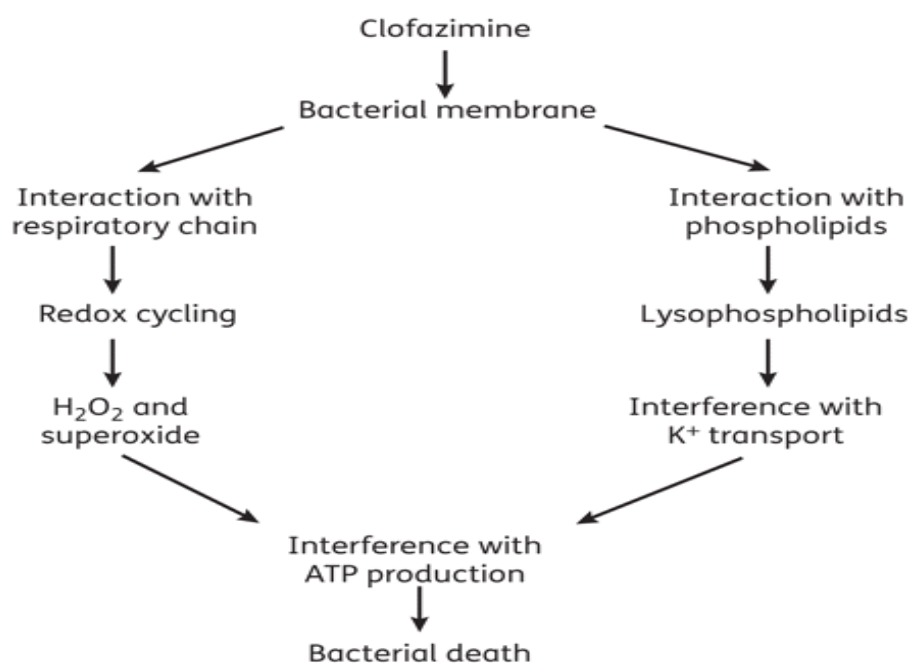 Clofazimine
Bacterial membrane
Interaction with
respiratory chain
Interaction with
phospholipids
Redox cycling
Lysophospholipids
H₂O₂ and
superoxide
Interference with
K⁺ transport
Interference with
ATP production
Bacterial death